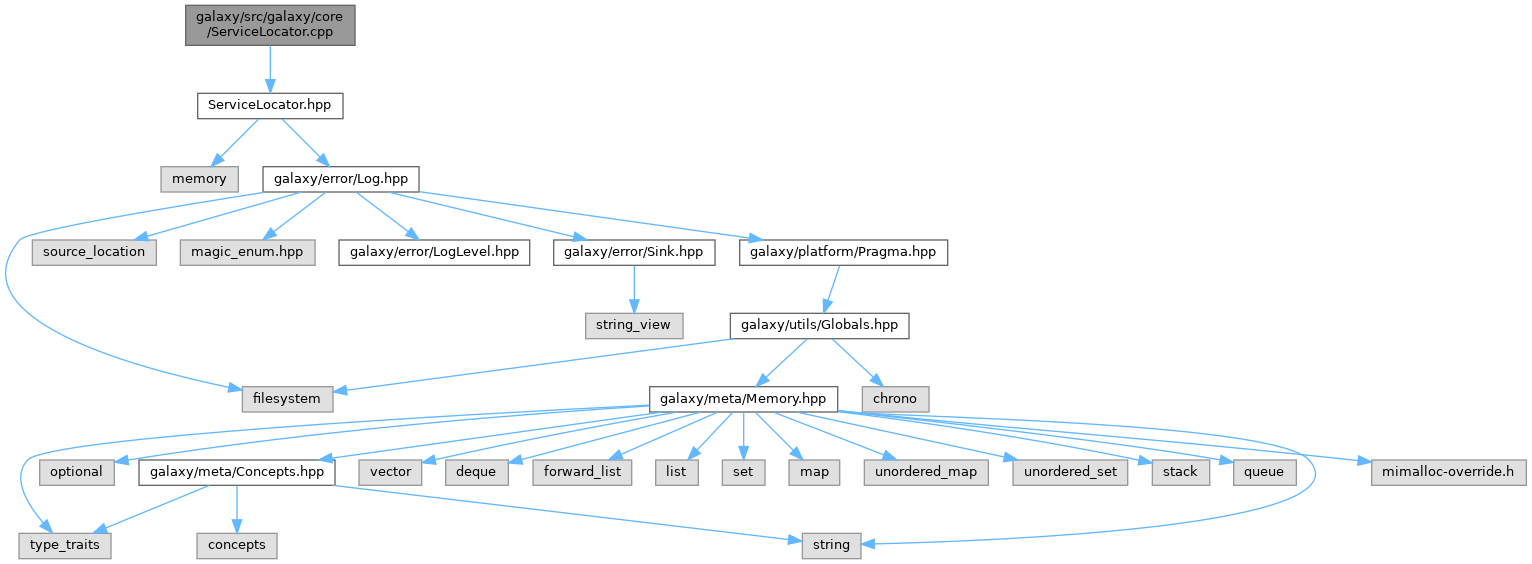 galaxy/src/galaxy/core
/ServiceLocator.cpp
ServiceLocator.hpp
memory
galaxy/error/Log.hpp
source_location
magic_enum.hpp
galaxy/error/LogLevel.hpp
galaxy/error/Sink.hpp
galaxy/platform/Pragma.hpp
string_view
galaxy/utils/Globals.hpp
filesystem
galaxy/meta/Memory.hpp
chrono
optional
galaxy/meta/Concepts.hpp
vector
deque
forward_list
list
set
map
unordered_map
unordered_set
stack
queue
mimalloc-override.h
type_traits
concepts
string